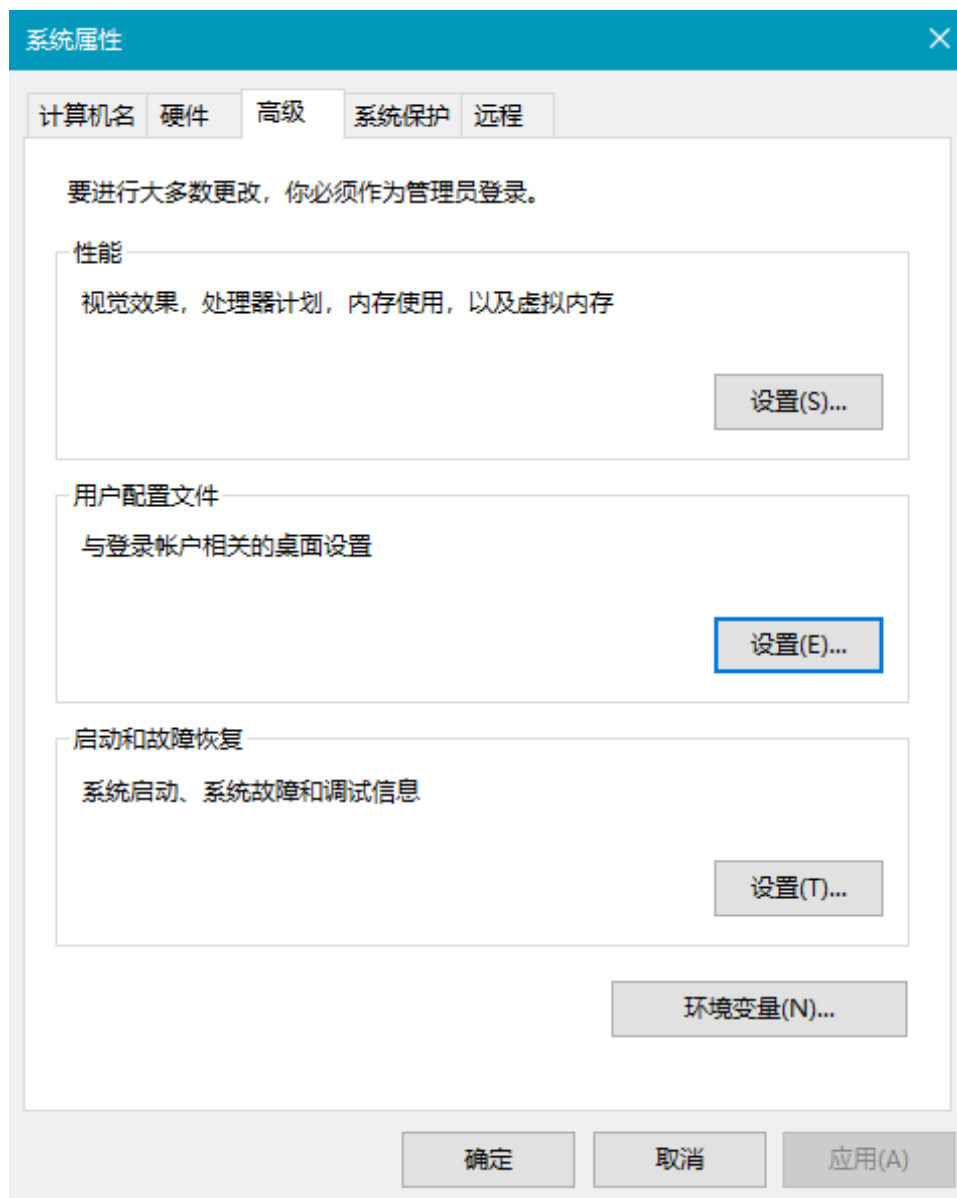 系统属性
计算机名 硬件 高级 系统保护 远程
要进行大多数更改，你必须作为管理员登录。
性能
视觉效果，处理器计划，内存使用，以及虚拟内存
设置(S)...
用户配置文件
与登录帐户相关的桌面设置
设置(E)...
启动和故障恢复
系统启动、系统故障和调试信息
设置(T)...
环境变量(N)...
确定 取消 应用(A)